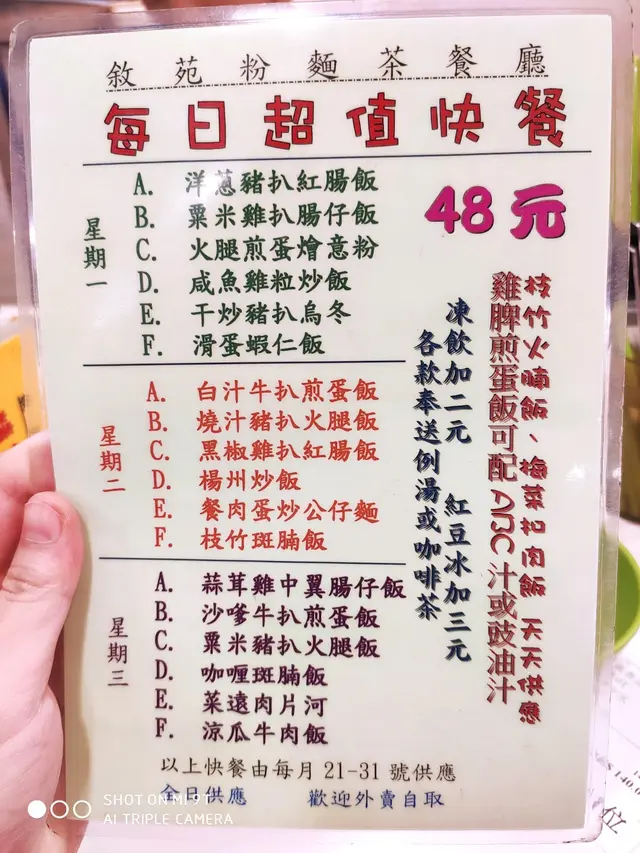 敘苑粉麵茶餐廳
每日超值快餐
48元
星期一
A. 洋蔥豬扒紅腸飯
B. 粟米雞扒腸仔飯
C. 火腿煎蛋燴意粉
D. 咸魚雞粒炒飯
E. 干炒豬扒烏冬
F. 滑蛋蝦仁飯
星期二
A. 白汁牛扒煎蛋飯
B. 燒汁豬扒火腿飯
C. 黑椒雞扒紅腸飯
D. 楊州炒飯
E. 餐肉蛋炒公仔麵
F. 枝竹斑腩飯
星期三
A. 蒜茸雞中翼腸仔飯
B. 沙嗲牛扒煎蛋飯
C. 粟米豬扒火腿飯
D. 咖喱斑腩飯
E. 菜遠肉片河
F. 涼瓜牛肉飯
枝竹火腩飯、梅菜扣肉飯 天天供應
雞脾煎蛋飯可配 ABC 汁或豉油汁
凍飲加二元 紅豆冰加三元
各款奉送例湯或咖啡茶
以上快餐由每月 21-31 號供應
全日供應 歡迎外賣自取
SHOT ON MI 9T
AI TRIPLE CAMERA
位